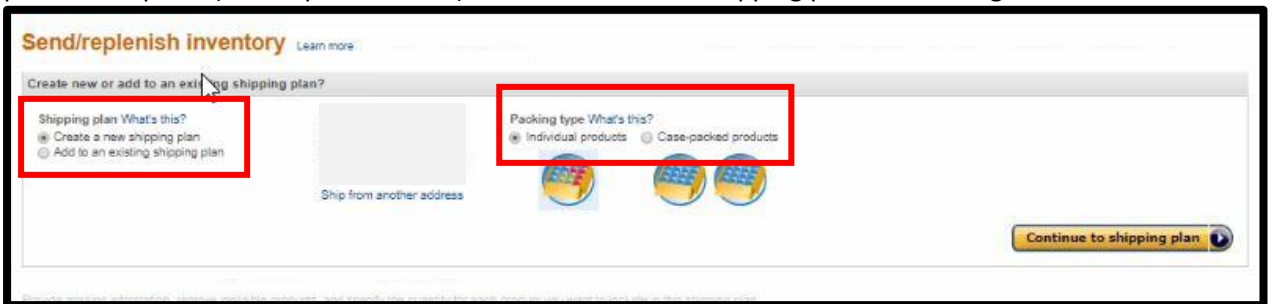 Send/replenish inventory Learn more
Create new or add to an existing shipping plan?
Shipping plan What's this?
Create a new shipping plan
Add to an existing shipping plan
Ship from another address
Packing type What's this?
Individual products Case-packed products
Continue to shipping plan